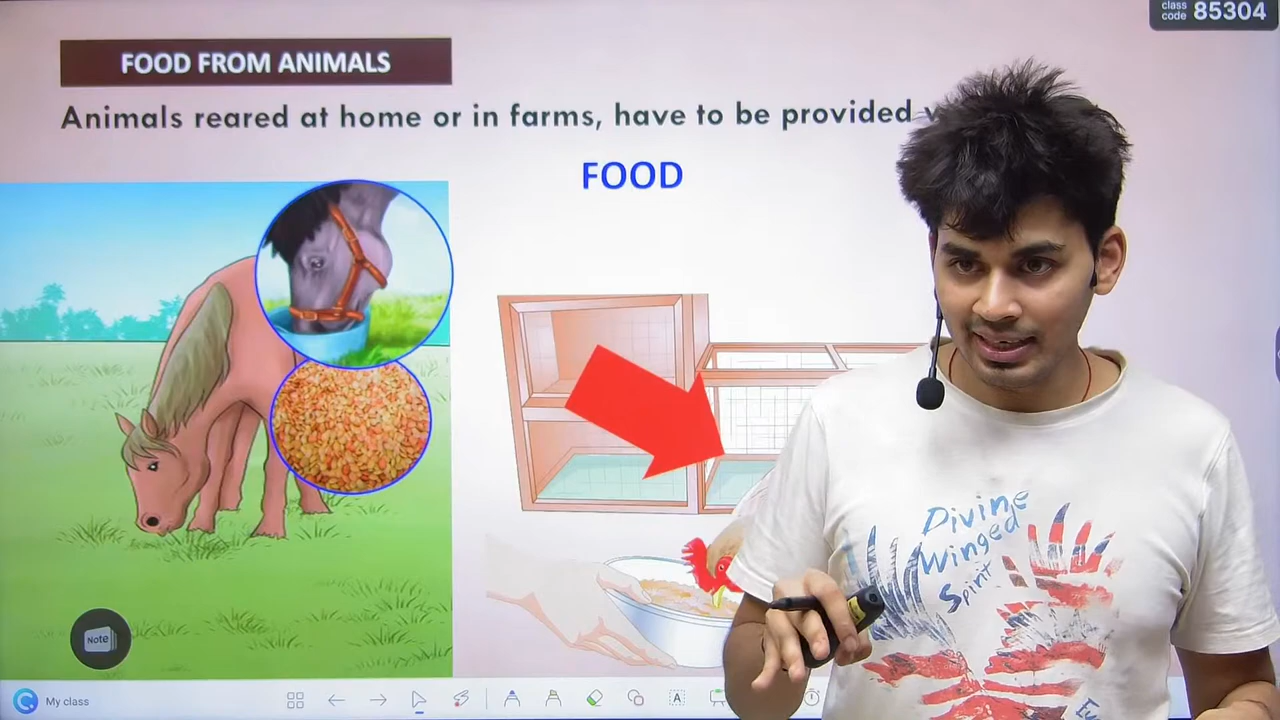 class
code 85304
FOOD FROM ANIMALS
Animals reared at home or in farms, have to be provided
FOOD
Divine
Winged
Spirit
Note
My class
A